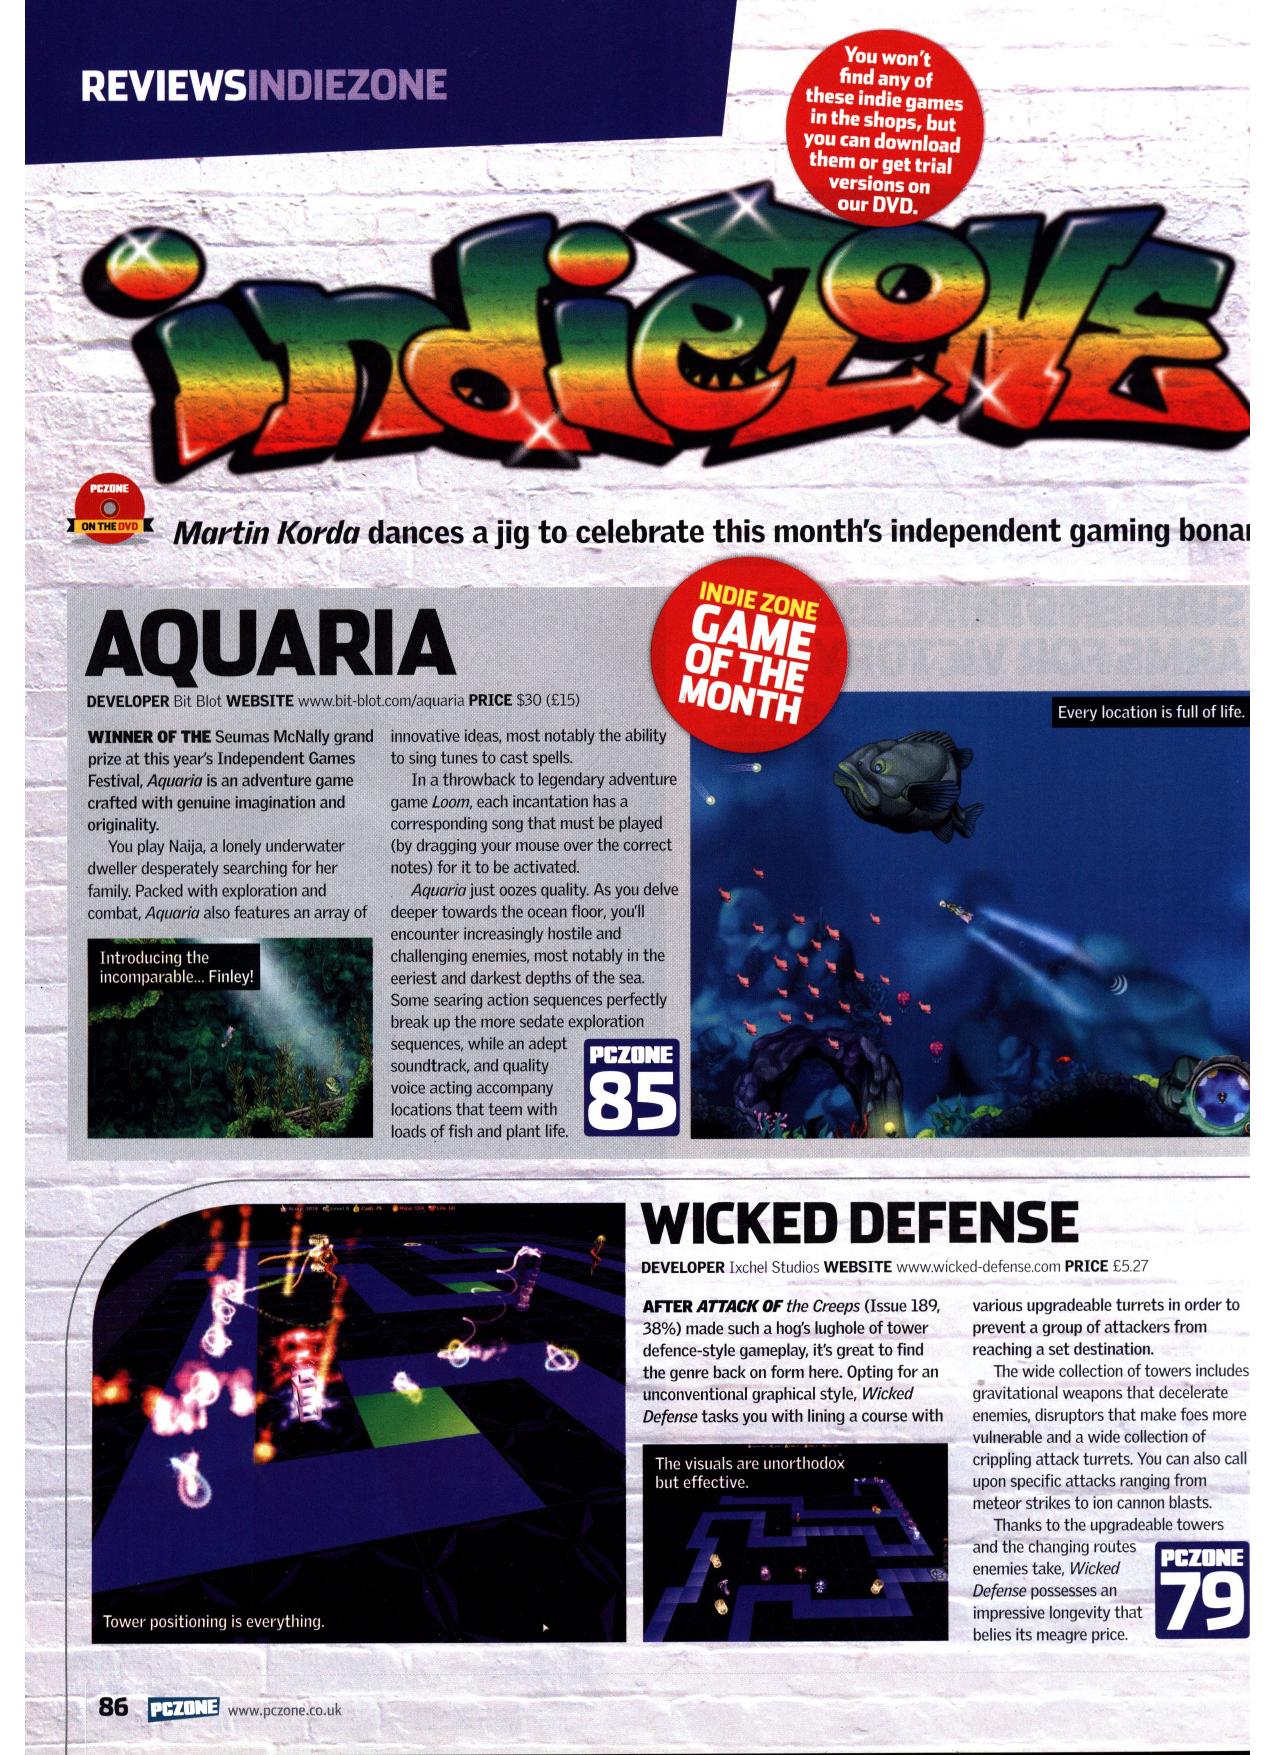 REVIEWSINDIEZONE
You won't
find any of
these indie games
in the shops, but
you can download
them or get trial
versions on
our DVD.
indiezone
PCZONE
ON THE DVD
Martin Korda dances a jig to celebrate this month's independent gaming
AQUARIA
INDIE ZONE
GAME
OF THE
MONTH
DEVELOPER Bit Blot WEBSITE www.bit-blot.com/aquaria PRICE $30 (£15)
WINNER OF THE Seumas McNally grand
prize at this year's Independent Games
Festival, Aquaria is an adventure game
crafted with genuine imagination and
originality.
You play Naija, a lonely underwater
dweller desperately searching for her
family. Packed with exploration and
combat, Aquaria also features an array of
Introducing the
incomparable... Finley!
innovative ideas, most notably the ability
to sing tunes to cast spells.
In a throwback to legendary adventure
game Loom, each incantation has a
corresponding song that must be played
(by dragging your mouse over the correct
notes) for it to be activated.
Aquaria just oozes quality. As you delve
deeper towards the ocean floor, you'll
encounter increasingly hostile and
challenging enemies, most notably in the
eeriest and darkest depths of the sea.
Some searing action sequences perfectly
break up the more sedate exploration
sequences, while an adept
soundtrack, and quality
voice acting accompany
locations that teem with
loads of fish and plant life.
PCZONE
85
Every location is full of life.
Tower positioning is everything.
WICKED DEFENSE
DEVELOPER Ixchel Studios WEBSITE www.wicked-defense.com PRICE £5.27
AFTER ATTACK OF the Creeps (Issue 189,
38%) made such a hog's lughole of tower
defence-style gameplay, it's great to find
the genre back on form here. Opting for an
unconventional graphical style, Wicked
Defense tasks you with lining a course with
The visuals are unorthodox
but effective.
various upgradeable turrets in order to
prevent a group of attackers from
reaching a set destination.
The wide collection of towers includes
gravitational weapons that decelerate
enemies, disruptors that make foes more
vulnerable and a wide collection of
crippling attack turrets. You can also call
upon specific attacks ranging from
meteor strikes to ion cannon blasts.
Thanks to the upgradeable towers
and the changing routes
enemies take, Wicked
Defense possesses an
impressive longevity that
belies its meagre price.
PCZONE
79
86 PCZONE www.pczone.co.uk